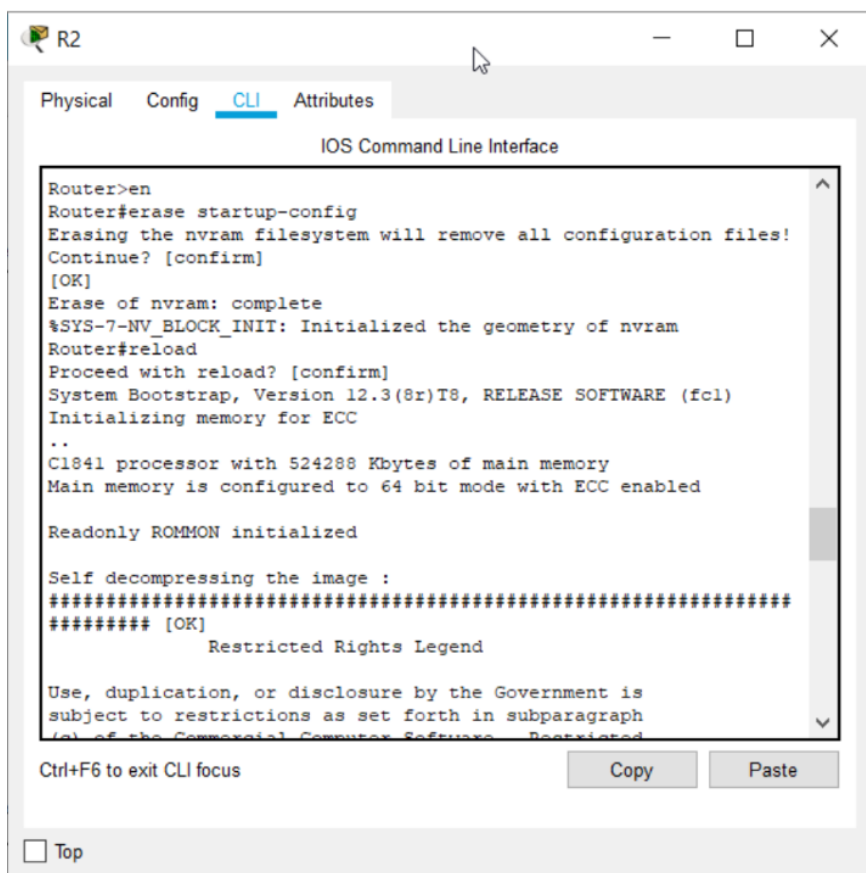 R2
Physical Config CLI Attributes
IOS Command Line Interface
Router>en
Router#erase startup-config
Erasing the nvram filesystem will remove all configuration files!
Continue? [confirm]
[OK]
Erase of nvram: complete
%SYS-7-NV_BLOCK_INIT: Initialized the geometry of nvram
Router#reload
Proceed with reload? [confirm]
System Bootstrap, Version 12.3(8r)T8, RELEASE SOFTWARE (fc1)
Initializing memory for ECC
..
C1841 processor with 524288 Kbytes of main memory
Main memory is configured to 64 bit mode with ECC enabled
Readonly ROMMON initialized
Self decompressing the image :
#################################################################
######### [OK]
Restricted Rights Legend
Use, duplication, or disclosure by the Government is
subject to restrictions as set forth in subparagraph
(c) of the Commercial Computer Software - Restricted
Ctrl+F6 to exit CLI focus
Copy Paste
Top